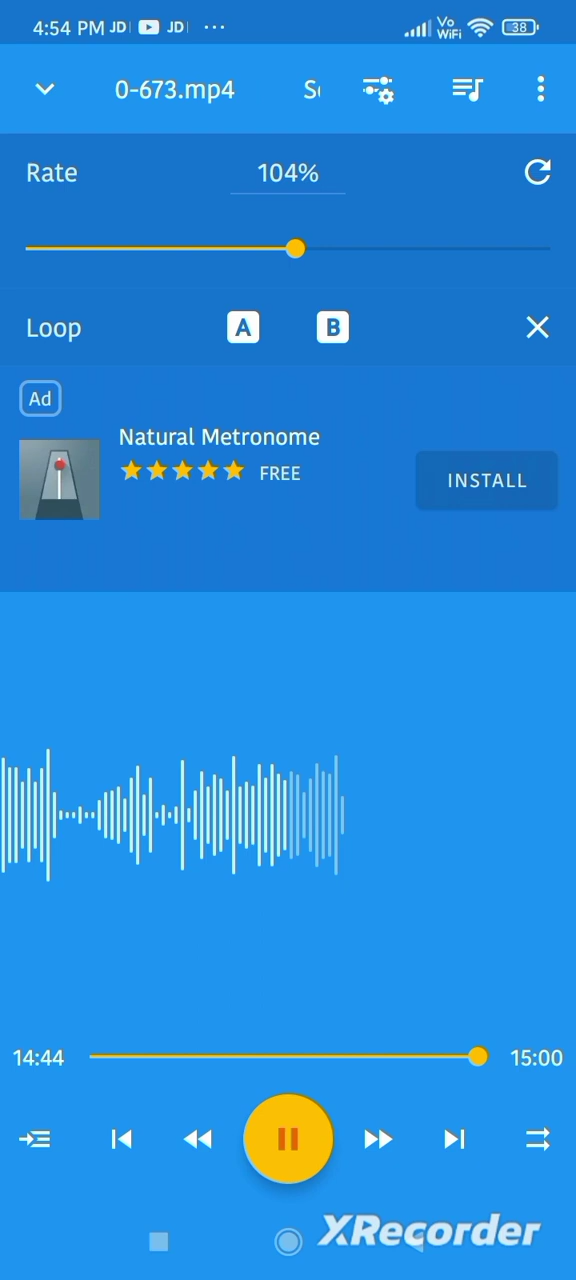 4:54 PM JD JD ... Vo WiFi 38
0-673.mp4 Sc
Rate 104%
Loop A B
Ad
Natural Metronome
FREE
INSTALL
14:44 15:00
XRecorder